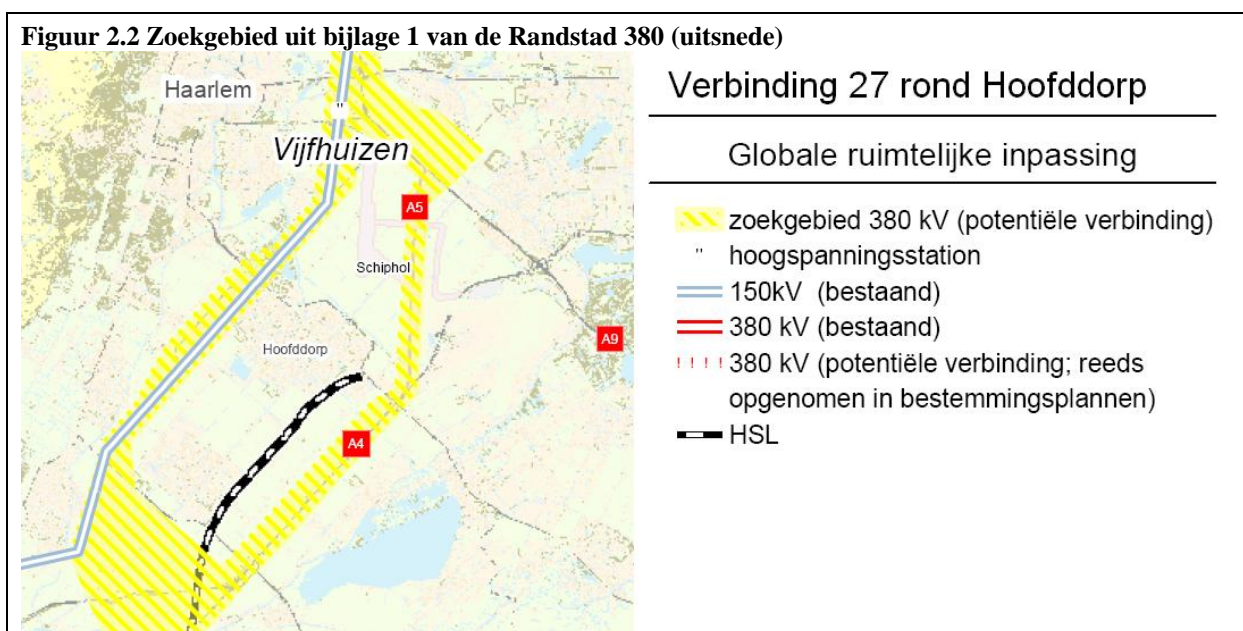 Figuur 2.2 Zoekgebied uit bijlage 1 van de Randstad 380 (uitsnede)
Haarlem
"
Vijfhuizen
A5
Schiphol
A9
Hoofddorp
A4
Verbinding 27 rond Hoofddorp
Globale ruimtelijke inpassing
zoekgebied 380 kV (potentiële verbinding)
" hoogspanningsstation
150kV (bestaand)
380 kV (bestaand)
380 kV (potentiële verbinding; reeds
opgenomen in bestemmingsplannen)
HSL